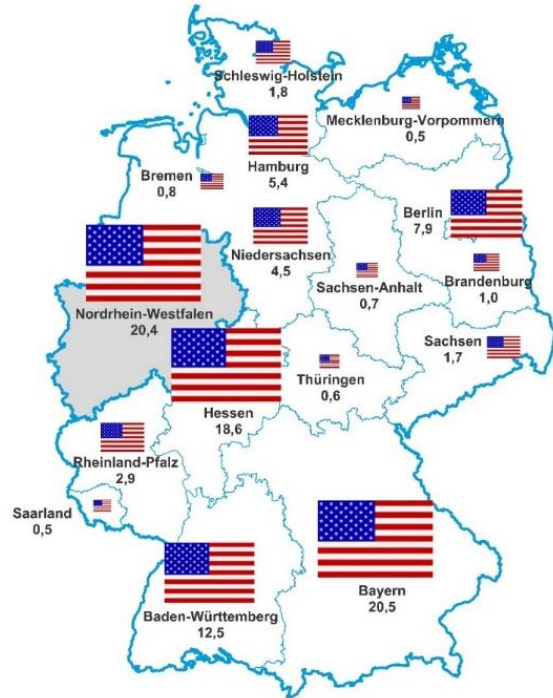 Schleswig-Holstein
1,8
Mecklenburg-Vorpommern
0,5
Hamburg
5,4
Bremen
0,8
Berlin
7,9
Niedersachsen
4,5
Sachsen-Anhalt
0,7
Brandenburg
1,0
Nordrhein-Westfalen
20,4
Sachsen
1,7
Thüringen
0,6
Hessen
18,6
Rheinland-Pfalz
2,9
Saarland
0,5
Bayern
20,5
Baden-Württemberg
12,5